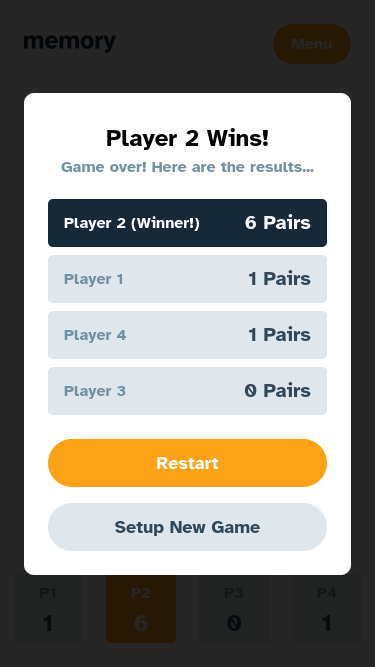 memory
Menu
Player 2 Wins!
Game over! Here are the results...
Player 2 (Winner!) 6 Pairs
Player 1 1 Pairs
Player 4 1 Pairs
Player 3 0 Pairs
Restart
Setup New Game
P1 P2 P3 P4
1 6 0 1